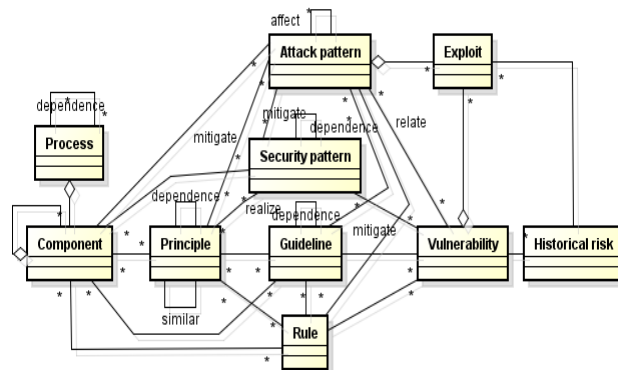 affect
Attack pattern
Exploit
dependence
mitigate
relate
mitigate
dependence
Process
Security pattern
dependence
realize
dependence
mitigate
Component
Principle
Guideline
Vulnerability
Historical risk
similar
Rule